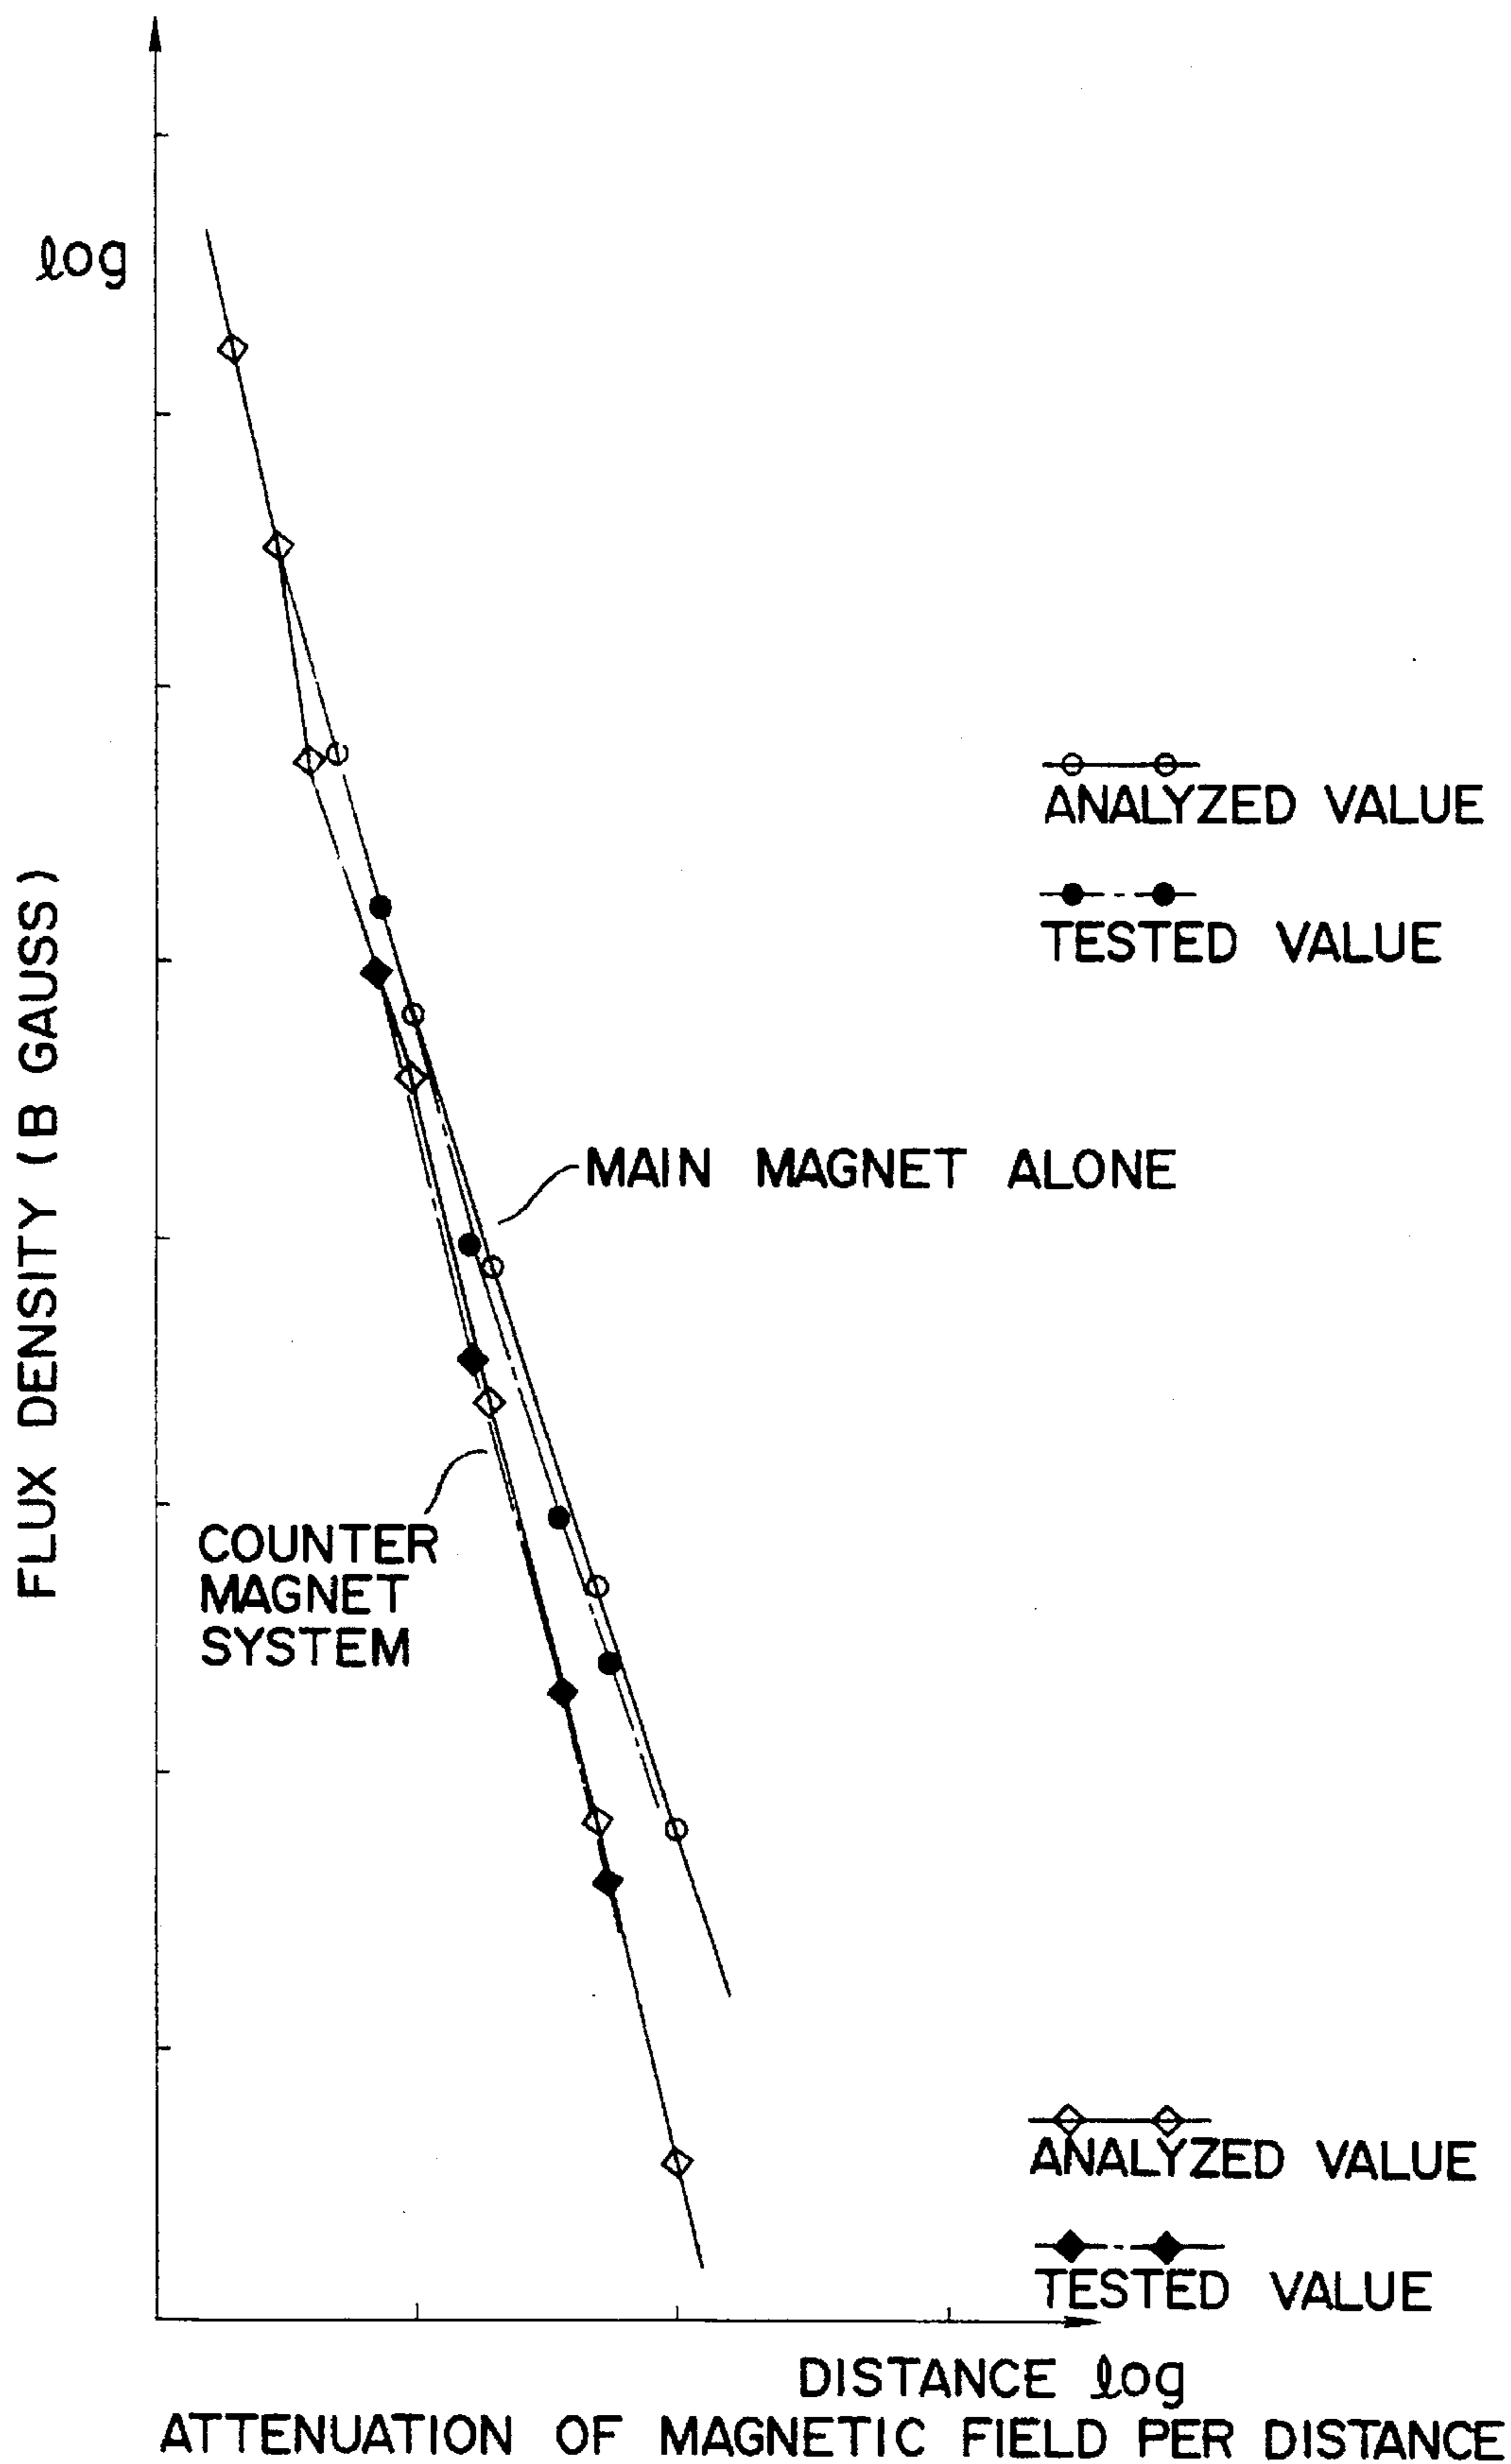 log
FLUX DENSITY (B GAUSS)
ANALYZED VALUE
TESTED VALUE
MAIN MAGNET ALONE
COUNTER
MAGNET
SYSTEM
ANALYZED VALUE
TESTED VALUE
DISTANCE log
ATTENUATION OF MAGNETIC FIELD PER DISTANCE